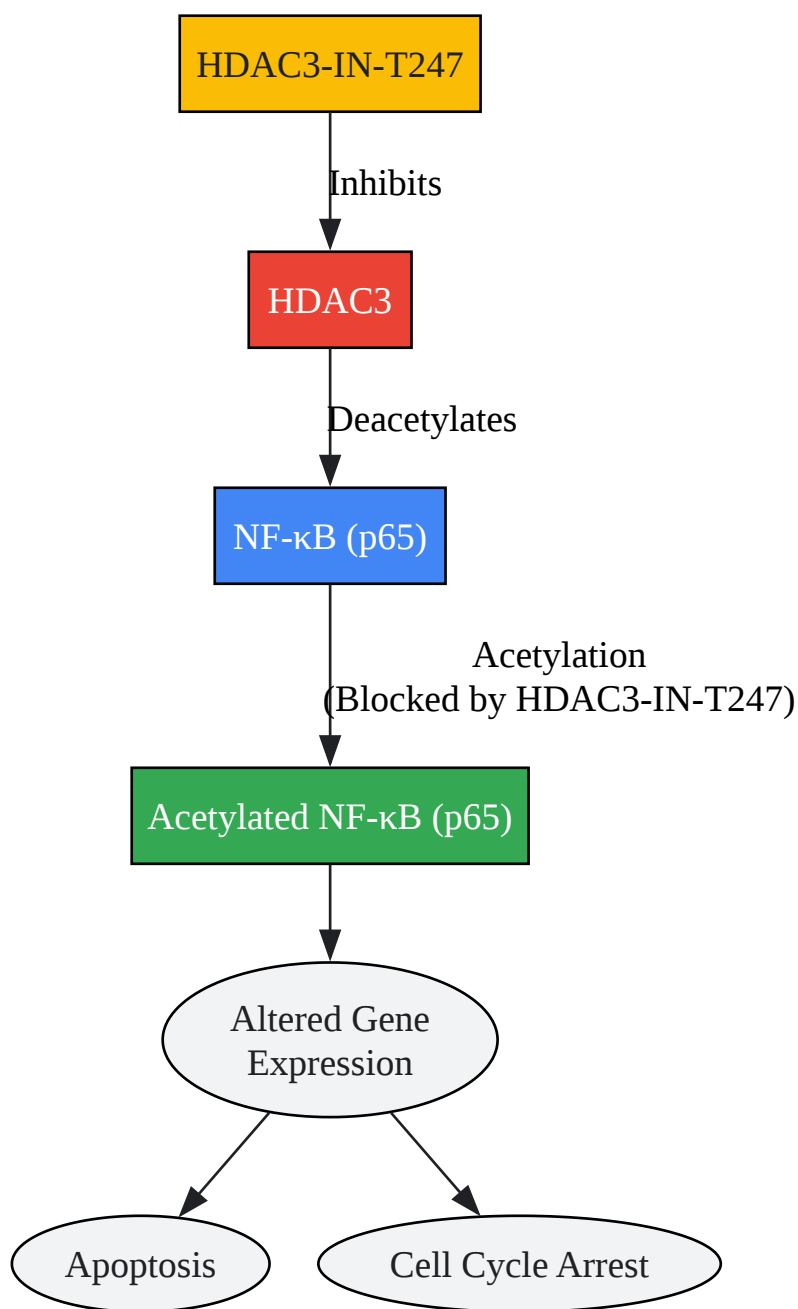 HDAC3-IN-T247
Inhibits
HDAC3
Deacetylates
NF-κB (p65)
Acetylation
(Blocked by HDAC3-IN-T247)
Acetylated NF-κB (p65)
Altered Gene
Expression
Apoptosis
Cell Cycle Arrest